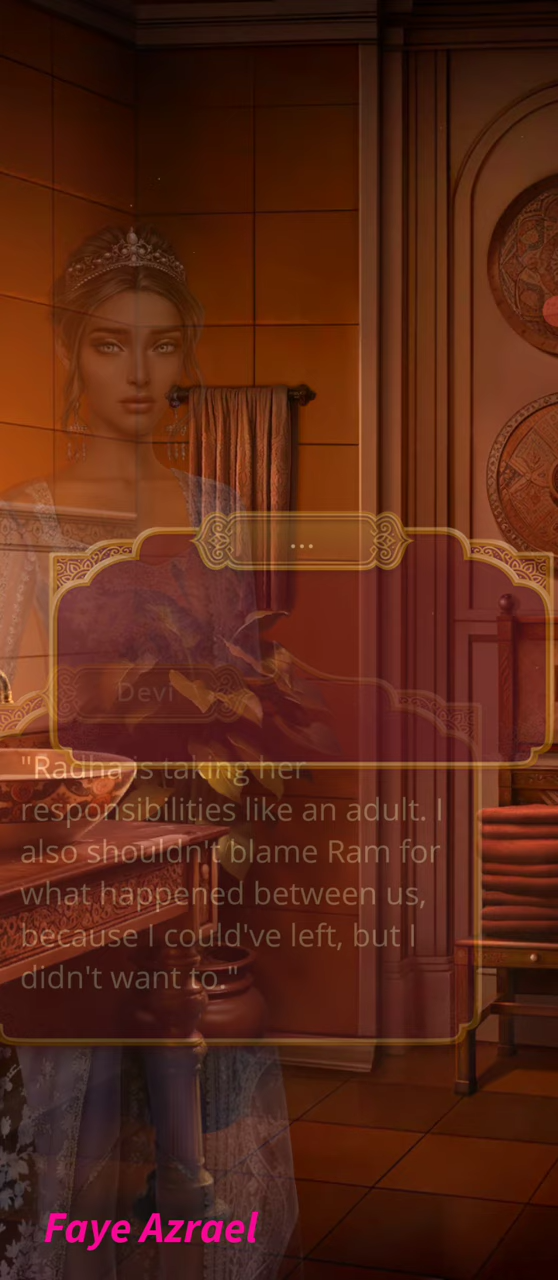 ...
Devi
"Radha is taking her
responsibilities like an adult. I
also shouldn't blame Ram for
what happened between us,
because I could've left, but I
didn't want to."
Faye Azrael